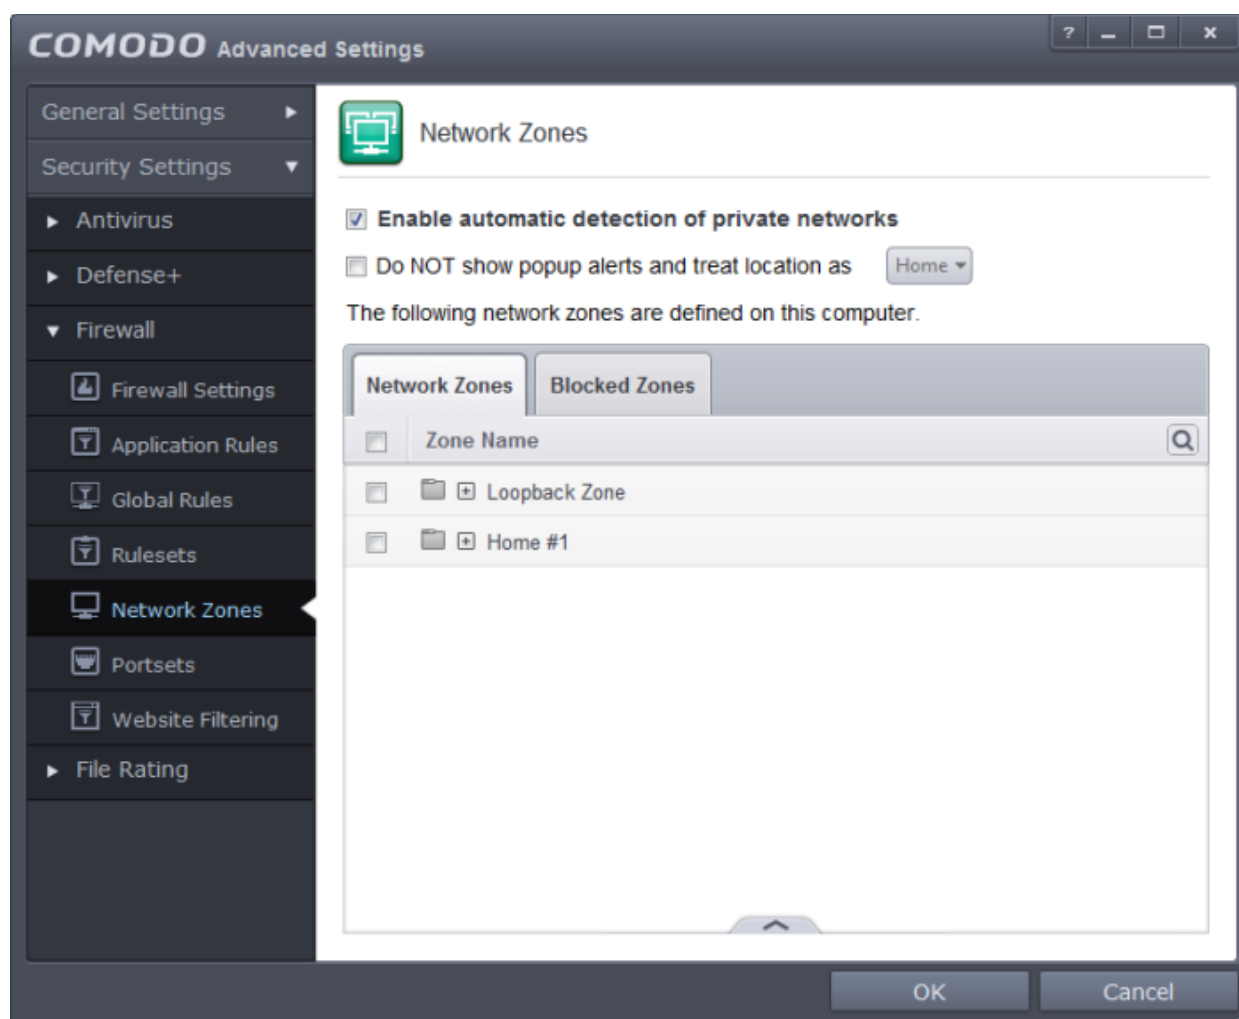 COMODO Advanced Settings
General Settings
Security Settings
Antivirus
Defense+
Firewall
Firewall Settings
Application Rules
Global Rules
Rulesets
Network Zones
Portsets
Website Filtering
File Rating
Network Zones
Enable automatic detection of private networks
Do NOT show popup alerts and treat location as Home
The following network zones are defined on this computer.
Network Zones Blocked Zones
Zone Name
Loopback Zone
Home #1
OK Cancel